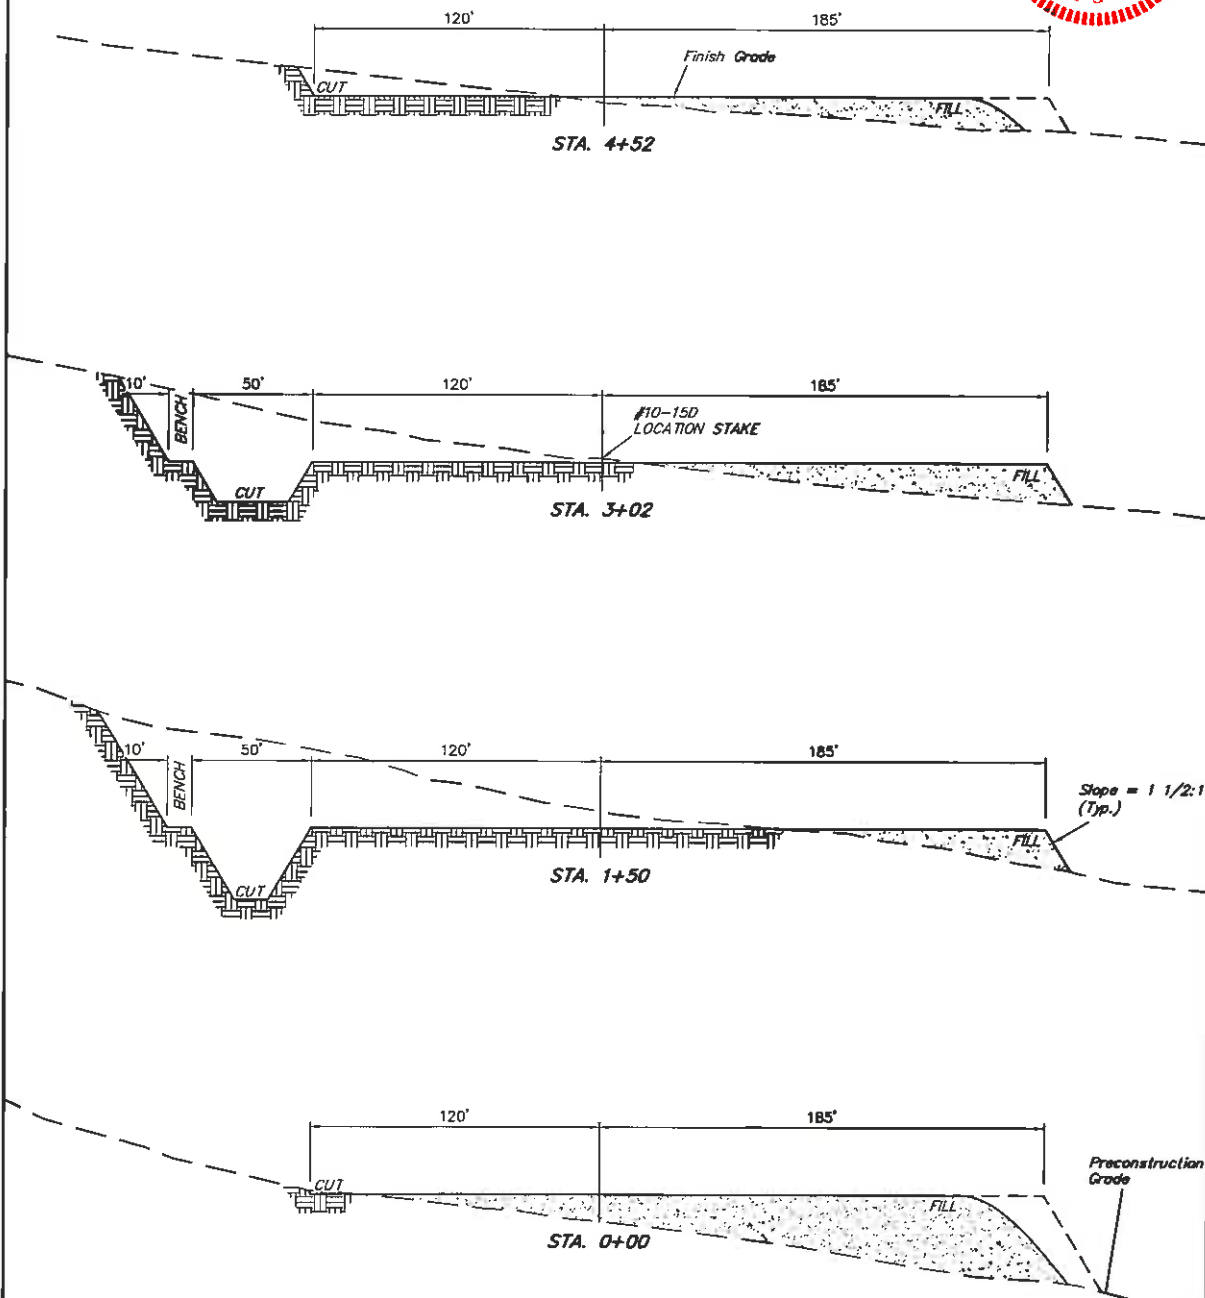 120'
185'
Finish Grade
CUT
FILL
STA. 4+52
10'
BENCH
50'
120'
185'
#10-15D
LOCATION STAKE
CUT
FILL
STA. 3+02
10'
BENCH
50'
120'
185'
Slope = 1 1/2:1
(Typ.)
FILL
CUT
STA. 1+50
120'
185'
Preconstruction
Grade
CUT
FILL
STA. 0+00